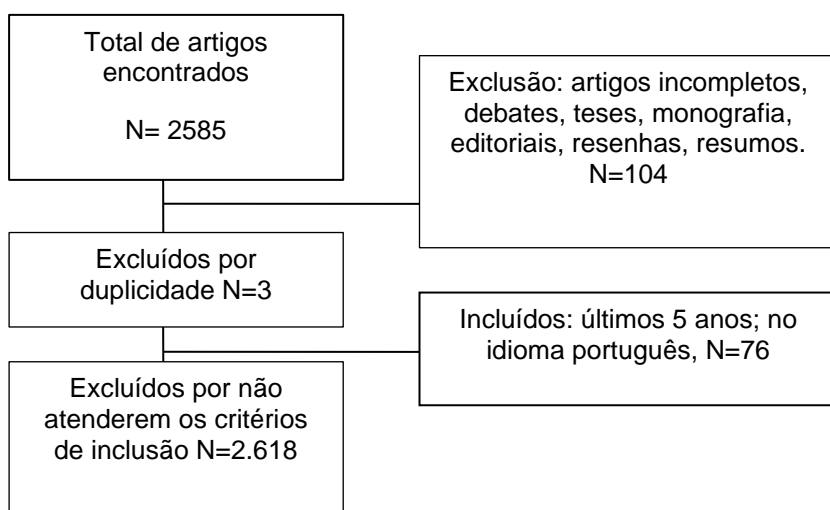 Total de artigos
encontrados
N= 2585
Exclusão: artigos incompletos,
debates, teses, monografia,
editoriais, resenhas, resumos.
N=104
Excluídos por
duplicidade N=3
Incluídos: últimos 5 anos; no
idioma português, N=76
Excluídos por não
atenderem os critérios
de inclusão N=2.618